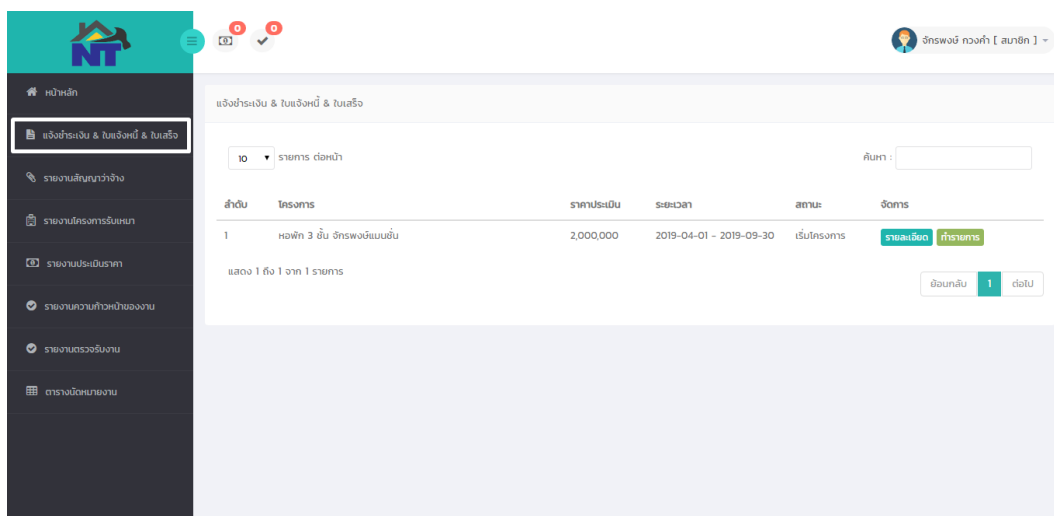 NT
0 0
จักรพงษ์ กวงคำ [ สมาชิก ]
หน้าหลัก
แจ้งชำระเงิน & ใบแจ้งหนี้ & ใบเสร็จ
รายงานสัญญาว่าจ้าง
รายงานโครงการรับเหมา
รายงานประเมินราคา
รายงานความก้าวหน้าของงาน
รายงานตรวจรับงาน
ตารางนัดหมายงาน
แจ้งชำระเงิน & ใบแจ้งหนี้ & ใบเสร็จ
10 รายการ ต่อหน้า ค้นหา :
ลำดับ โครงการ ราคาประเมิน ระยะเวลา สถานะ จัดการ
1 หอพัก 3 ชั้น จักรพงษ์แมนชั่น 2,000,000 2019-04-01 - 2019-09-30 เริ่มโครงการ รายละเอียด ทำรายการ
แสดง 1 ถึง 1 จาก 1 รายการ
ย้อนกลับ 1 ต่อไป